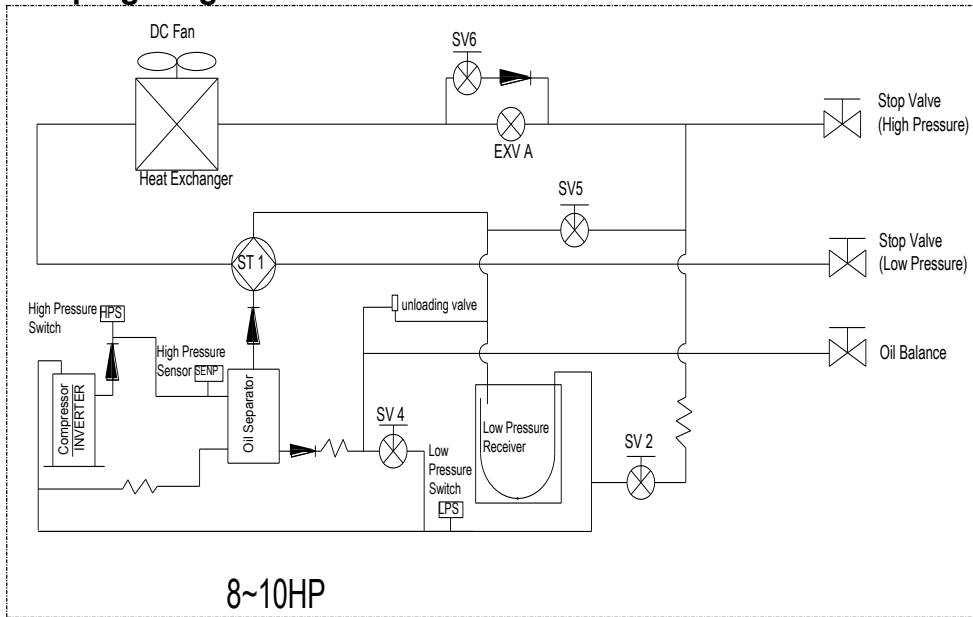 DC Fan
SV6
Stop Valve
(High Pressure)
EXV A
Heat Exchanger
SV5
Stop Valve
(Low Pressure)
ST 1
unloading valve
High Pressure
Switch
HPS
High Pressure
Sensor
SENP
Oil Balance
Compressor
INVERTER
Oil Separator
SV 4
Low
Pressure
Switch
LPS
Low Pressure
Receiver
SV 2
8~10HP